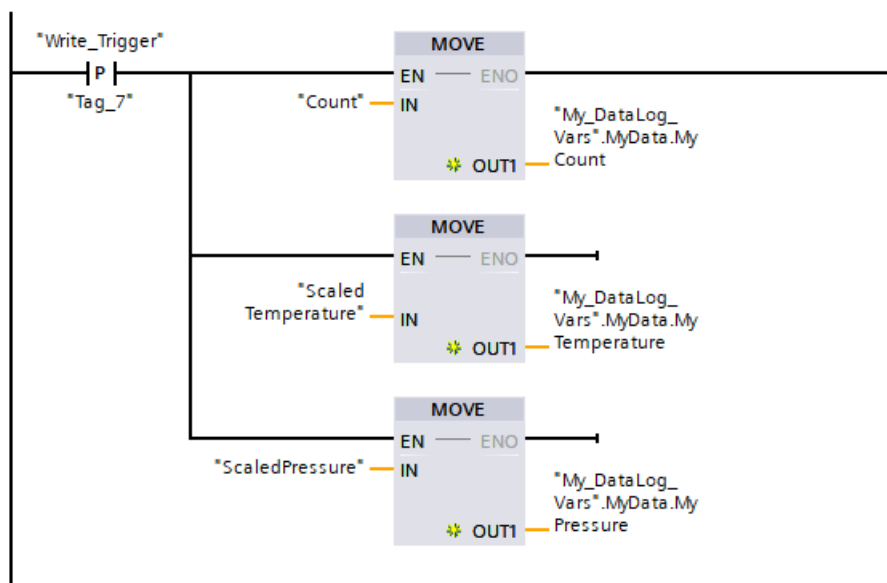 "Write_Trigger"
P
"Tag_7"
MOVE
EN
ENO
"Count"
IN
OUT1
"My_DataLog_
Vars".MyData.My
Count
MOVE
EN
ENO
"Scaled
Temperature"
IN
OUT1
"My_DataLog_
Vars".MyData.My
Temperature
MOVE
EN
ENO
"ScaledPressure"
IN
OUT1
"My_DataLog_
Vars".MyData.My
Pressure